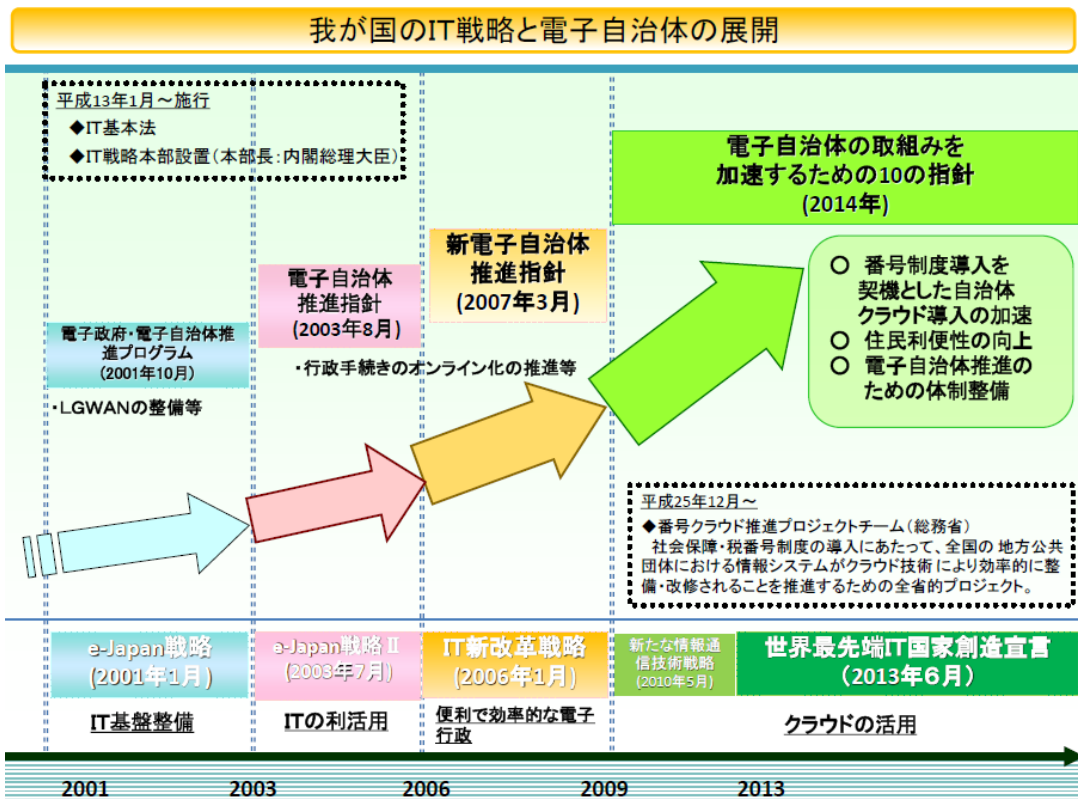 我が国のIT戦略と電子自治体の展開
平成13年1月～施行
◆IT基本法
◆IT戦略本部設置(本部長:内閣総理大臣)
電子自治体の取組みを
加速するための10の指針
(2014年)
新電子自治体
推進指針
(2007年3月)
電子自治体
推進指針
(2003年8月)
電子政府・電子自治体推
進プログラム
(2001年10月)
○ 番号制度導入を
契機とした自治体
クラウド導入の加速
○ 住民利便性の向上
○ 電子自治体推進の
ための体制整備
・行政手続きのオンライン化の推進等
・LGWANの整備等
平成25年12月～
◆番号クラウド推進プロジェクトチーム(総務省)
社会保障・税番号制度の導入にあたって、全国の 地方公共
団体における情報システムがクラウド技術 により効率的に整
備・改修されることを推進するための全省的プロジェクト。
e-Japan戦略
(2001年1月)
e-Japan戦略Ⅱ
(2003年7月)
IT新改革戦略
(2006年1月)
新たな情報通
信技術戦略
(2010年5月)
世界最先端IT国家創造宣言
(2013年6月)
IT基盤整備
ITの利活用
便利で効率的な電子
行政
クラウドの活用
2001
2003
2006
2009
2013